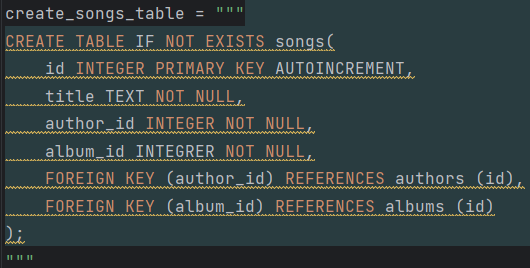 create_songs_table = """
CREATE TABLE IF NOT EXISTS songs(
    id INTEGER PRIMARY KEY AUTOINCREMENT,
    title TEXT NOT NULL,
    author_id INTEGER NOT NULL,
    album_id INTEGRER NOT NULL,
    FOREIGN KEY (author_id) REFERENCES authors (id),
    FOREIGN KEY (album_id) REFERENCES albums (id)
);
"""